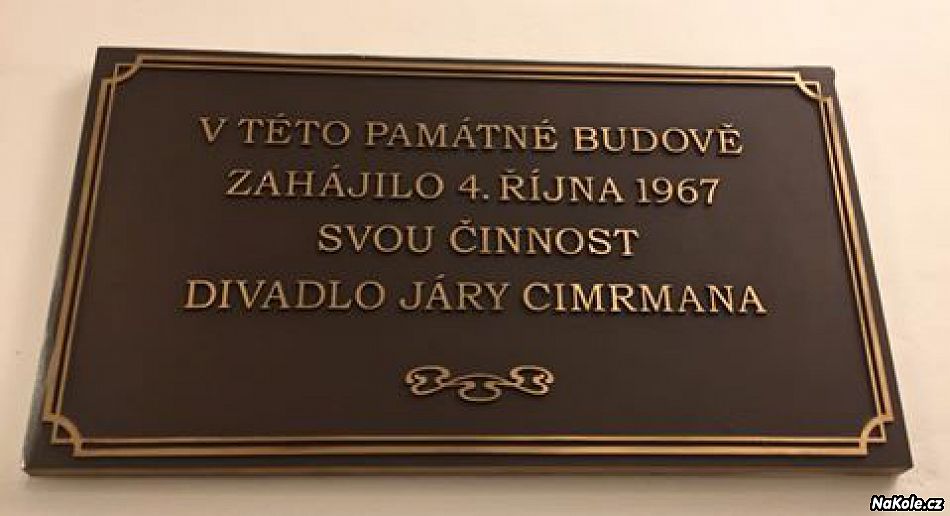 V TÉTO PAMÁTNÉ BUDOVĚ
ZAHÁJILO 4. ŘÍJNA 1967
SVOU ČINNOST
DIVADLO JÁRY CIMRMANA
NaKole.cz